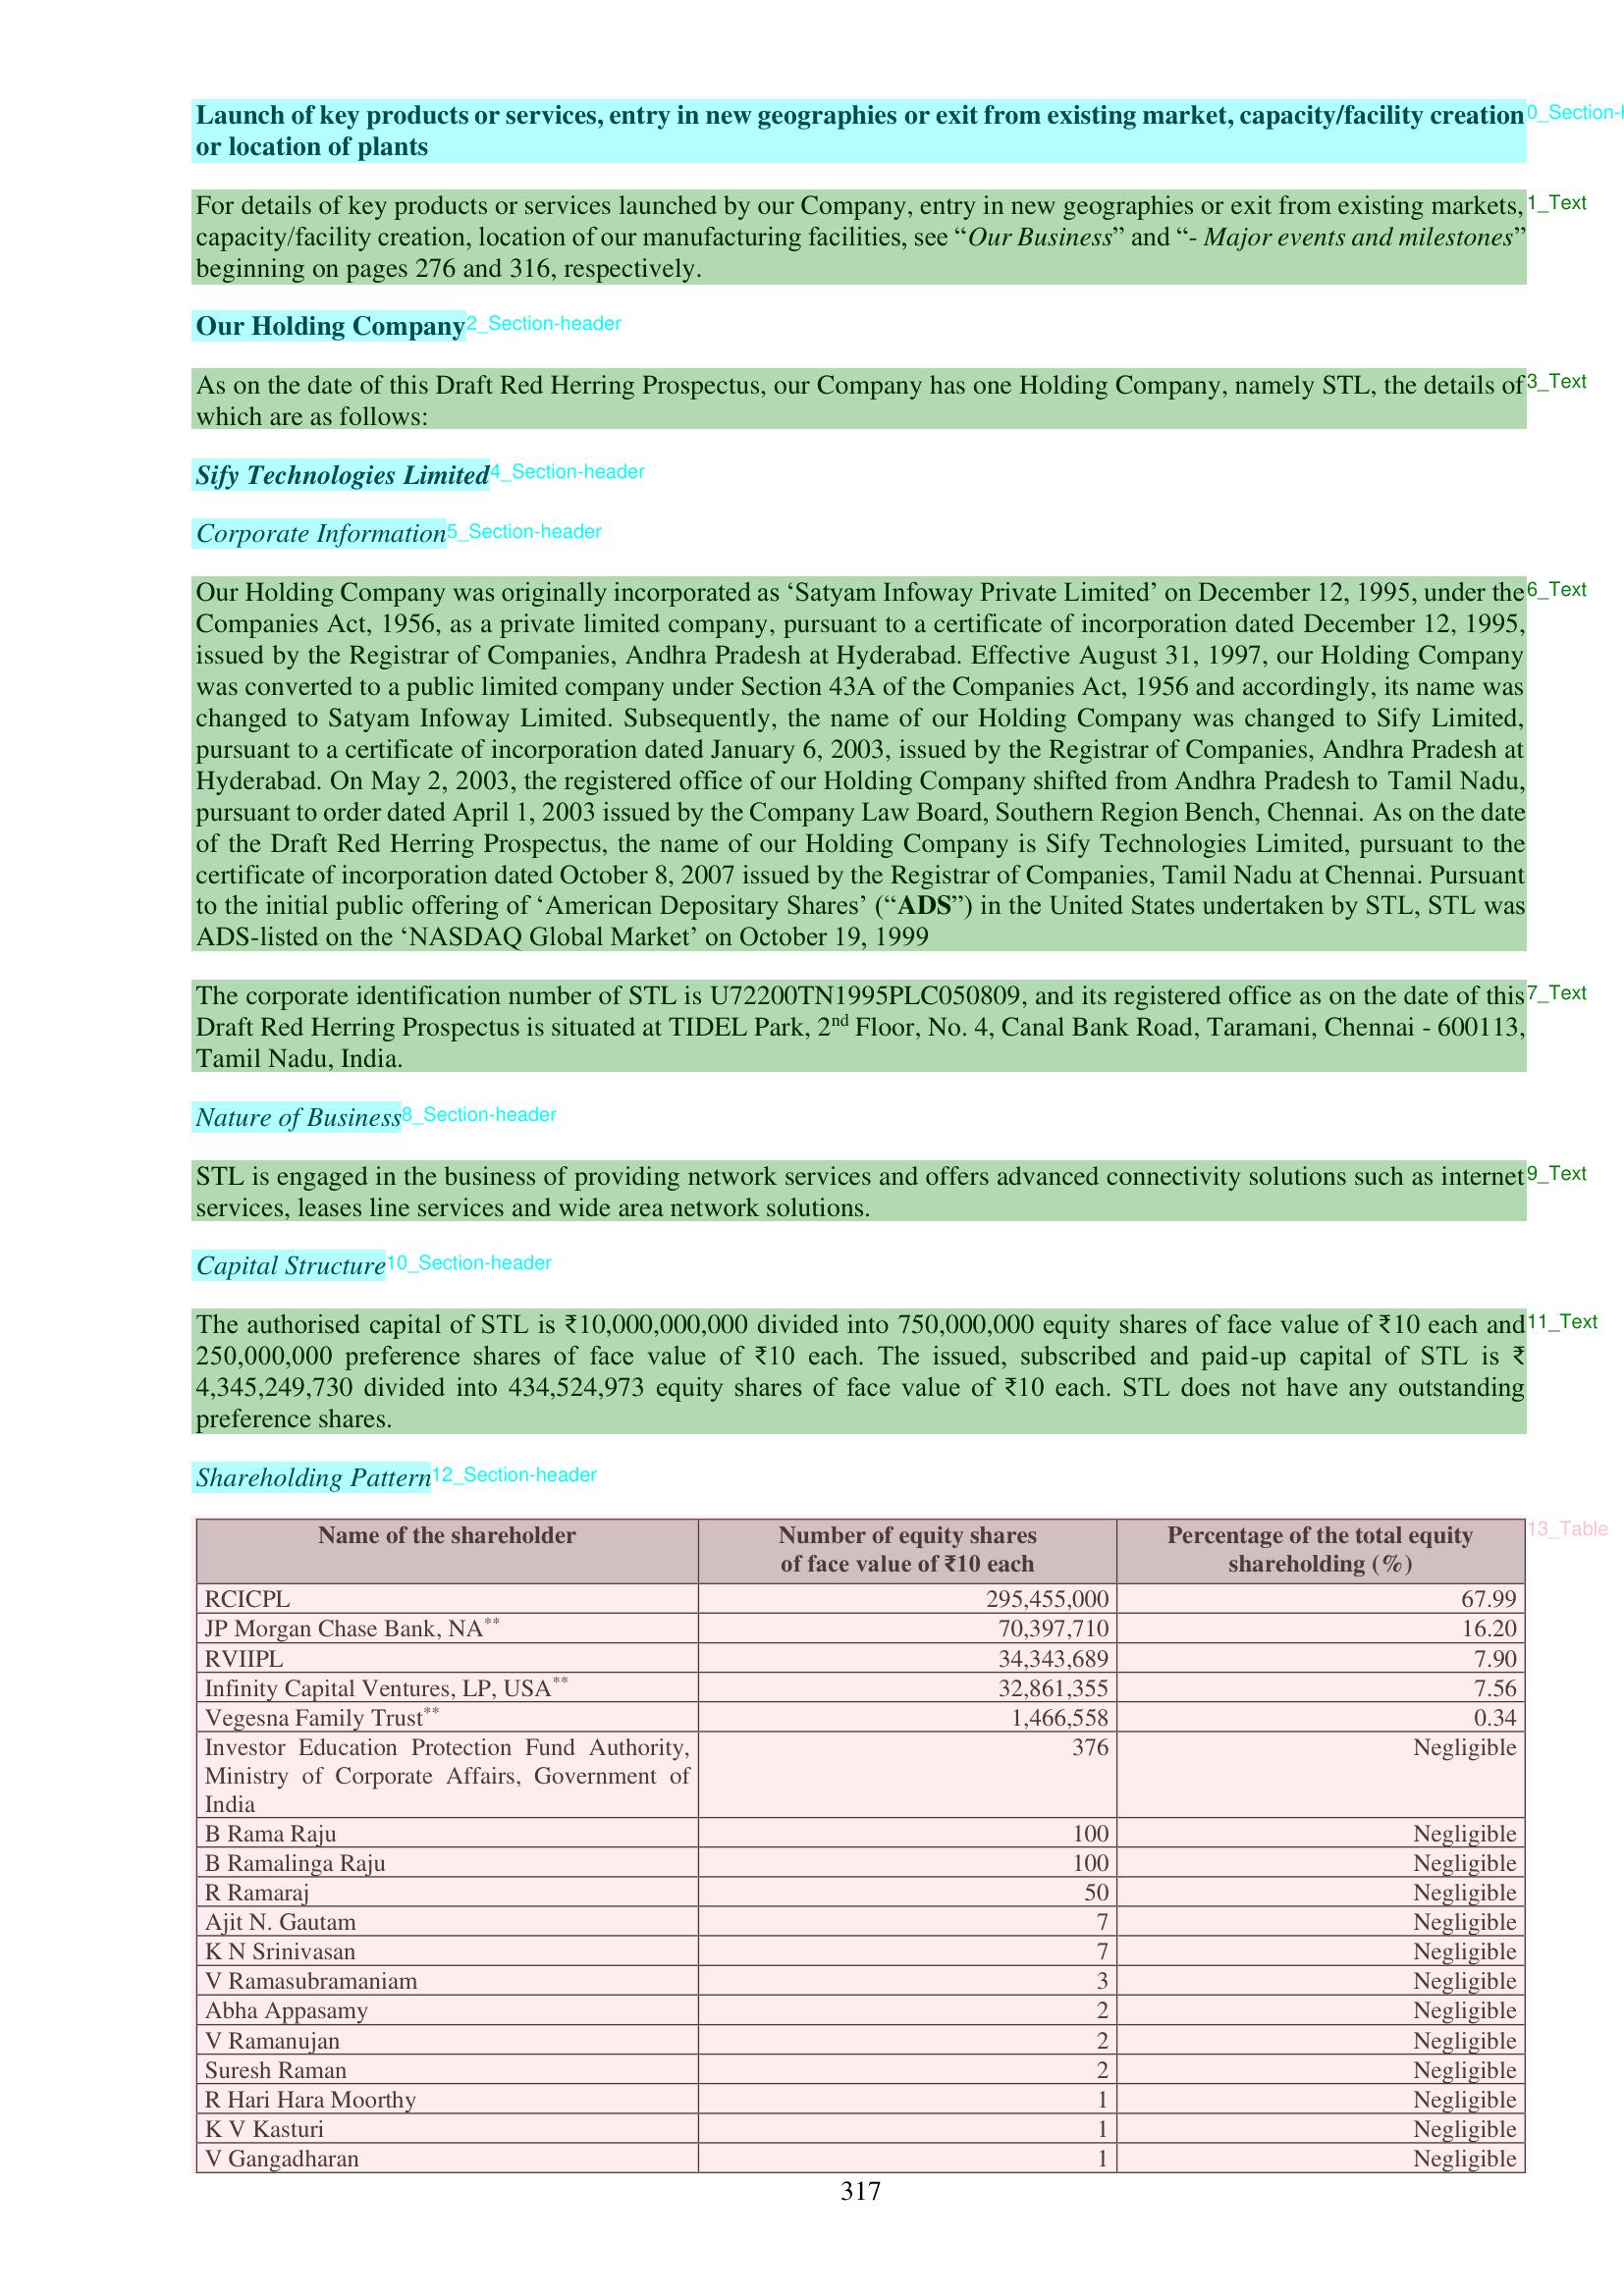 Launch of key products or services, entry in new geographies or exit from existing market, capacity/facility creation 0_Section-
or location of plants
For details of key products or services launched by our Company, entry in new geographies or exit from existing markets, 1_Text
capacity/facility creation, location of our manufacturing facilities, see “Our Business” and “- Major events and milestones”
beginning on pages 276 and 316, respectively.
Our Holding Company 2_Section-header
As on the date of this Draft Red Herring Prospectus, our Company has one Holding Company, namely STL, the details of 3_Text
which are as follows:
Sify Technologies Limited 4_Section-header
Corporate Information 5_Section-header
Our Holding Company was originally incorporated as ‘Satyam Infoway Private Limited’ on December 12, 1995, under the 6_Text
Companies Act, 1956, as a private limited company, pursuant to a certificate of incorporation dated December 12, 1995,
issued by the Registrar of Companies, Andhra Pradesh at Hyderabad. Effective August 31, 1997, our Holding Company
was converted to a public limited company under Section 43A of the Companies Act, 1956 and accordingly, its name was
changed to Satyam Infoway Limited. Subsequently, the name of our Holding Company was changed to Sify Limited,
pursuant to a certificate of incorporation dated January 6, 2003, issued by the Registrar of Companies, Andhra Pradesh at
Hyderabad. On May 2, 2003, the registered office of our Holding Company shifted from Andhra Pradesh to Tamil Nadu,
pursuant to order dated April 1, 2003 issued by the Company Law Board, Southern Region Bench, Chennai. As on the date
of the Draft Red Herring Prospectus, the name of our Holding Company is Sify Technologies Limited, pursuant to the
certificate of incorporation dated October 8, 2007 issued by the Registrar of Companies, Tamil Nadu at Chennai. Pursuant
to the initial public offering of ‘American Depositary Shares’ (“ADS”) in the United States undertaken by STL, STL was
ADS-listed on the ‘NASDAQ Global Market’ on October 19, 1999
The corporate identification number of STL is U72200TN1995PLC050809, and its registered office as on the date of this 7_Text
Draft Red Herring Prospectus is situated at TIDEL Park, 2nd Floor, No. 4, Canal Bank Road, Taramani, Chennai - 600113,
Tamil Nadu, India.
Nature of Business 8_Section-header
STL is engaged in the business of providing network services and offers advanced connectivity solutions such as internet 9_Text
services, leases line services and wide area network solutions.
Capital Structure 10_Section-header
The authorised capital of STL is ₹10,000,000,000 divided into 750,000,000 equity shares of face value of ₹10 each and 11_Text
250,000,000 preference shares of face value of ₹10 each. The issued, subscribed and paid-up capital of STL is ₹
4,345,249,730 divided into 434,524,973 equity shares of face value of ₹10 each. STL does not have any outstanding
preference shares.
Shareholding Pattern 12_Section-header
Name of the shareholder Number of equity shares Percentage of the total equity 13_Table
of face value of ₹10 each shareholding (%)
RCICPL 295,455,000 67.99
JP Morgan Chase Bank, NA** 70,397,710 16.20
RVIIPL 34,343,689 7.90
Infinity Capital Ventures, LP, USA** 32,861,355 7.56
Vegesna Family Trust** 1,466,558 0.34
Investor Education Protection Fund Authority, 376 Negligible
Ministry of Corporate Affairs, Government of
India
B Rama Raju 100 Negligible
B Ramalinga Raju 100 Negligible
R Ramaraj 50 Negligible
Ajit N. Gautam 7 Negligible
K N Srinivasan 7 Negligible
V Ramasubramaniam 3 Negligible
Abha Appasamy 2 Negligible
V Ramanujan 2 Negligible
Suresh Raman 2 Negligible
R Hari Hara Moorthy 1 Negligible
K V Kasturi 1 Negligible
V Gangadharan 1 Negligible
317